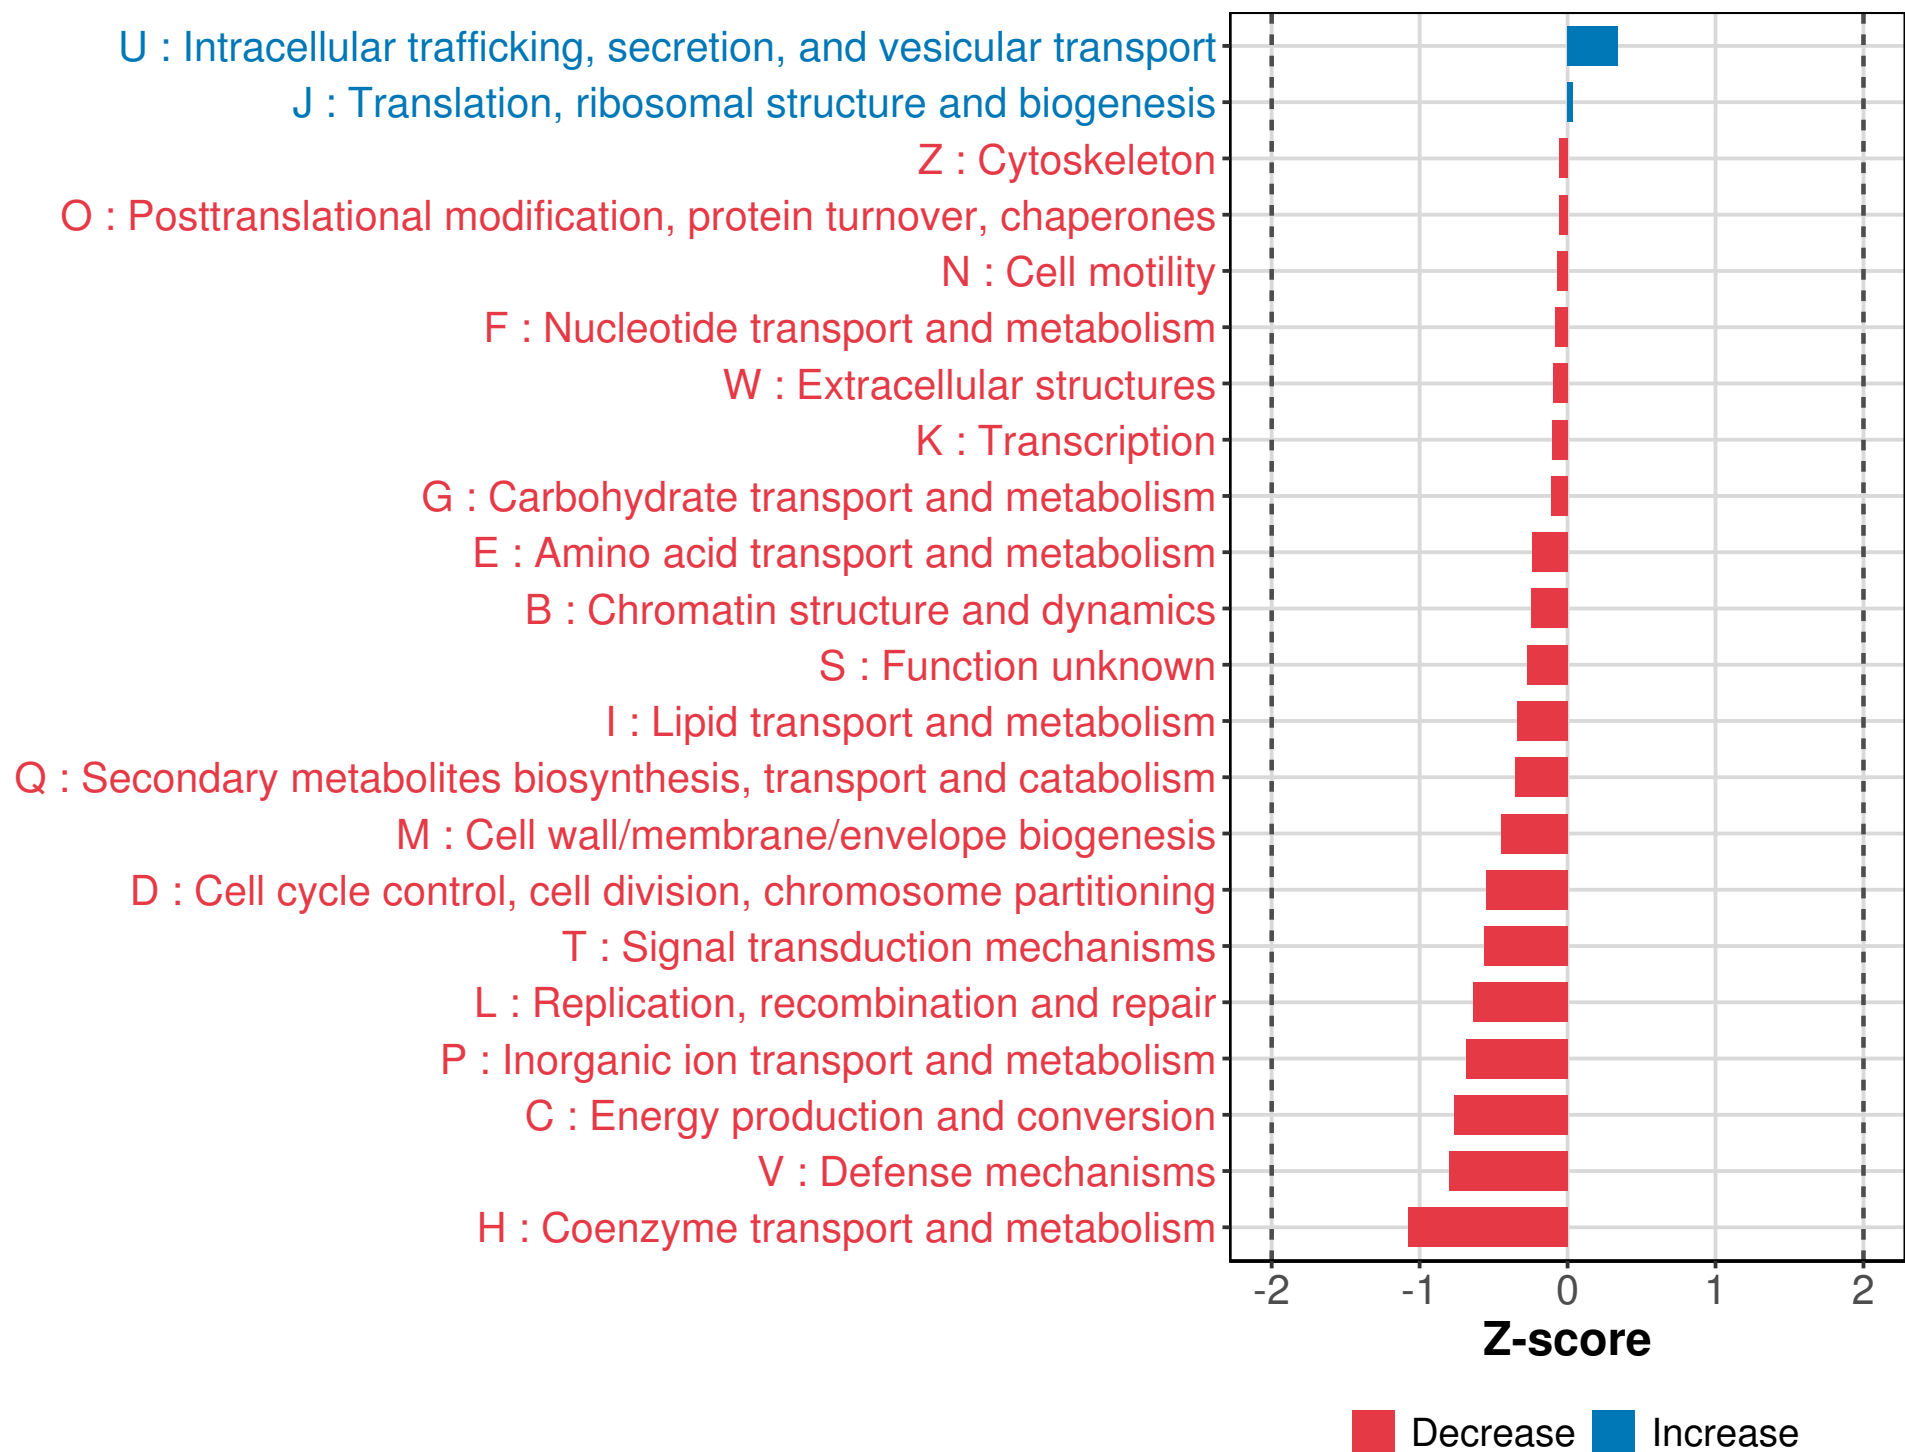 U : Intracellular trafficking, secretion, and vesicular transport
J : Translation, ribosomal structure and biogenesis
Z : Cytoskeleton
O : Posttranslational modification, protein turnover, chaperones
N : Cell motility
F : Nucleotide transport and metabolism
W : Extracellular structures
K : Transcription
G : Carbohydrate transport and metabolism
E : Amino acid transport and metabolism
B : Chromatin structure and dynamics
S : Function unknown
I : Lipid transport and metabolism
Q : Secondary metabolites biosynthesis, transport and catabolism
M : Cell wall/membrane/envelope biogenesis
D : Cell cycle control, cell division, chromosome partitioning
T : Signal transduction mechanisms
L : Replication, recombination and repair
P : Inorganic ion transport and metabolism
C : Energy production and conversion
V : Defense mechanisms
H : Coenzyme transport and metabolism
-2 -1 0 1 2
Z-score
Decrease Increase